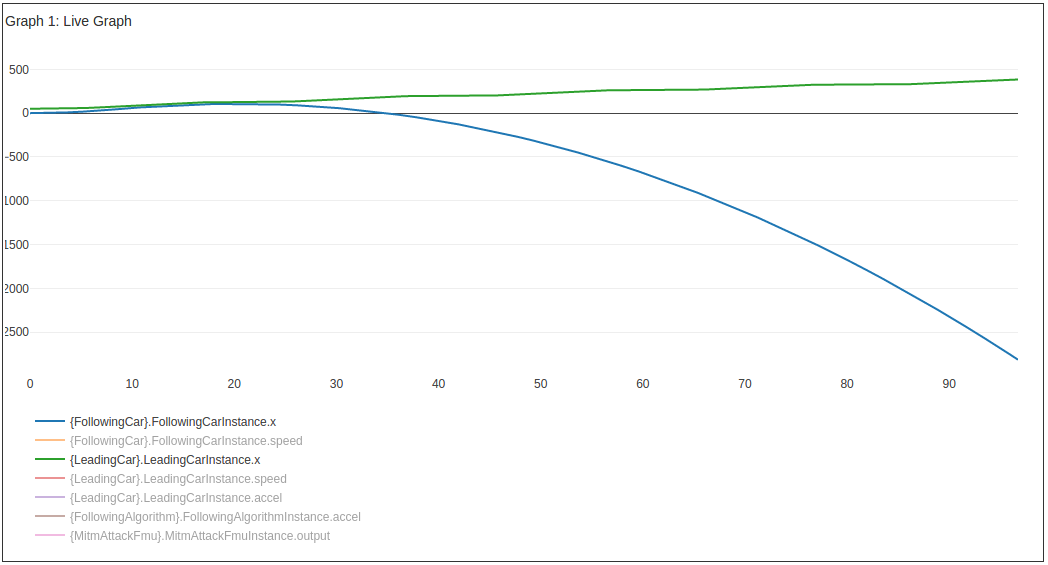 Graph 1: Live Graph
500
0
−500
1000
1500
2000
2500
0 10 20 30 40 50 60 70 80 90
{FollowingCar}.FollowingCarInstance.x
{FollowingCar}.FollowingCarInstance.speed
{LeadingCar}.LeadingCarInstance.x
{LeadingCar}.LeadingCarInstance.speed
{LeadingCar}.LeadingCarInstance.accel
{FollowingAlgorithm}.FollowingAlgorithmInstance.accel
{MitmAttackFmu}.MitmAttackFmuInstance.output